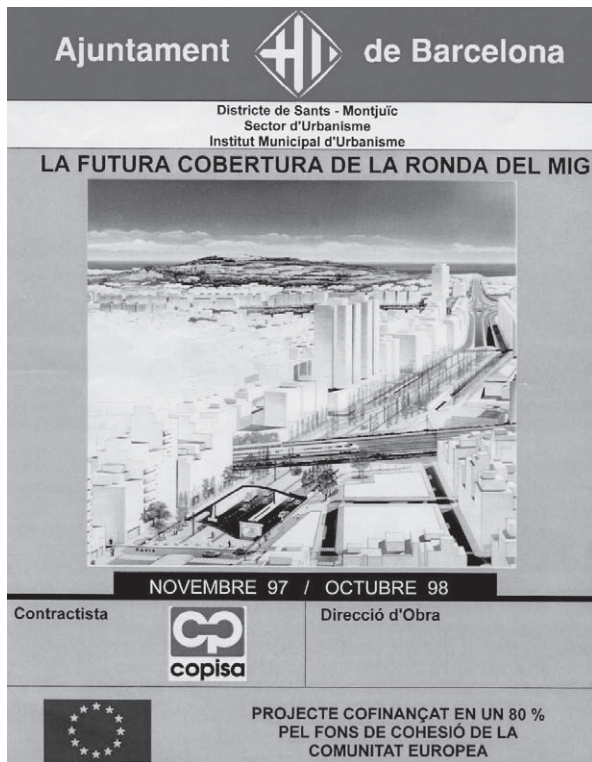 Ajuntament de Barcelona
Districte de Sants - Montjuïc
Sector d'Urbanisme
Institut Municipal d'Urbanisme
LA FUTURA COBERTURA DE LA RONDA DEL MIG
PARIS
NOVEMBRE 97 / OCTUBRE 98
Contractista
cp
copisa
Direcció d'Obra
PROJECTE COFINANÇAT EN UN 80 %
PEL FONS DE COHESIÓ DE LA
COMUNITAT EUROPEA